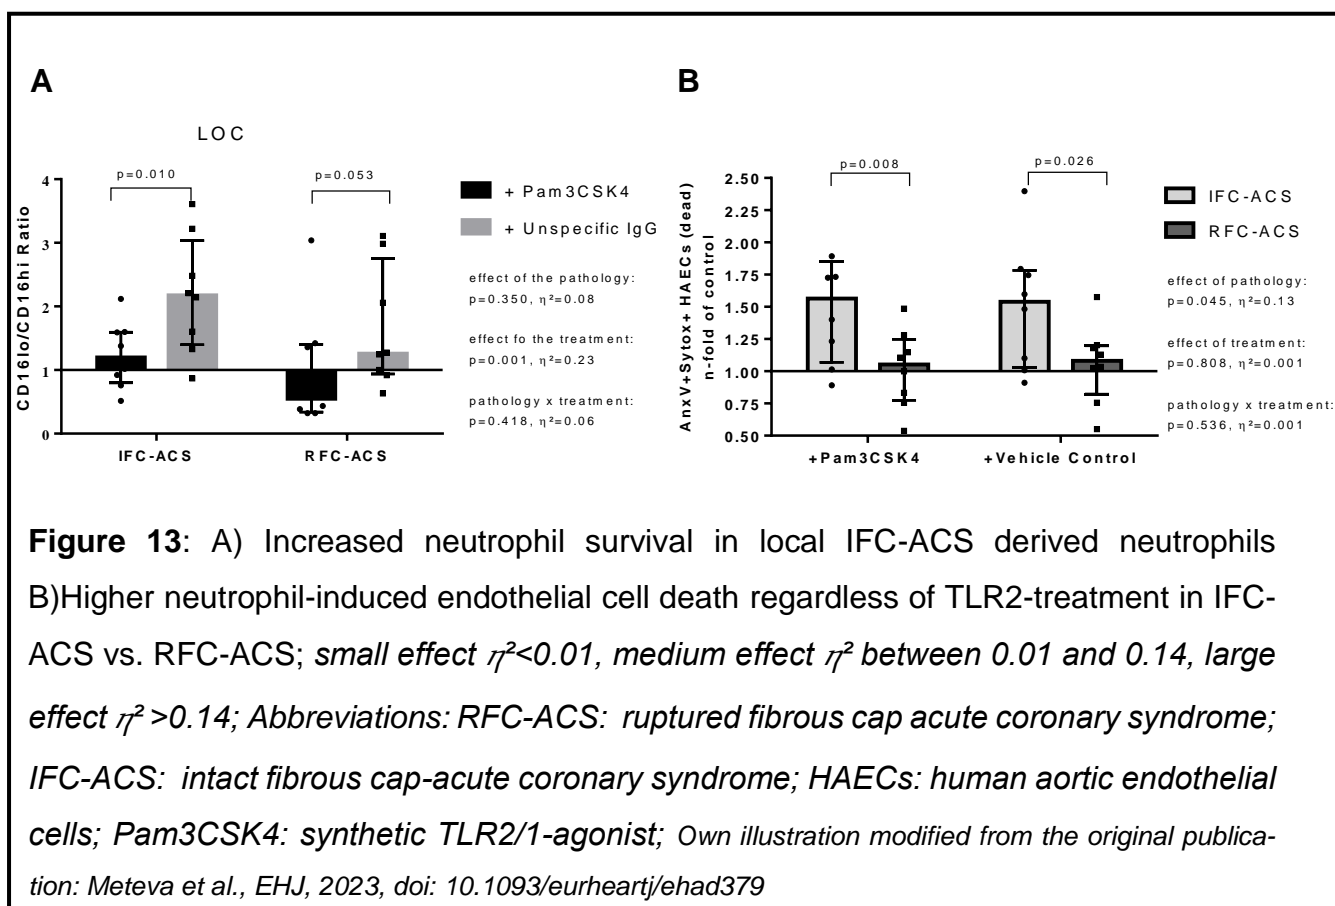 A
LOC
p=0.010
p=0.053
CD16lo/CD16hi Ratio
4
3
2
1
0
IFC-ACS
RFC-ACS
+ Pam3CSK4
+ Unspecific IgG
effect of the pathology:
p=0.350, η²=0.08
effect fo the treatment:
p=0.001, η²=0.23
pathology x treatment:
p=0.418, η²=0.06
B
p=0.008
p=0.026
AnxV+Sytox+ HAECs (dead)
n-fold of control
2.50
2.25
2.00
1.75
1.50
1.25
1.00
0.75
0.50
+Pam3CSK4
+Vehicle Control
IFC-ACS
RFC-ACS
effect of pathology:
p=0.045, η²=0.13
effect of treatment:
p=0.808, η²=0.001
pathology x treatment:
p=0.536, η²=0.001
Figure 13: A) Increased neutrophil survival in local IFC-ACS derived neutrophils
B)Higher neutrophil-induced endothelial cell death regardless of TLR2-treatment in IFC-
ACS vs. RFC-ACS; small effect η²<0.01, medium effect η² between 0.01 and 0.14, large
effect η² >0.14; Abbreviations: RFC-ACS: ruptured fibrous cap acute coronary syndrome;
IFC-ACS: intact fibrous cap-acute coronary syndrome; HAECs: human aortic endothelial
cells; Pam3CSK4: synthetic TLR2/1-agonist; Own illustration modified from the original publica-
tion: Meteva et al., EHJ, 2023, doi: 10.1093/eurheartj/ehad379